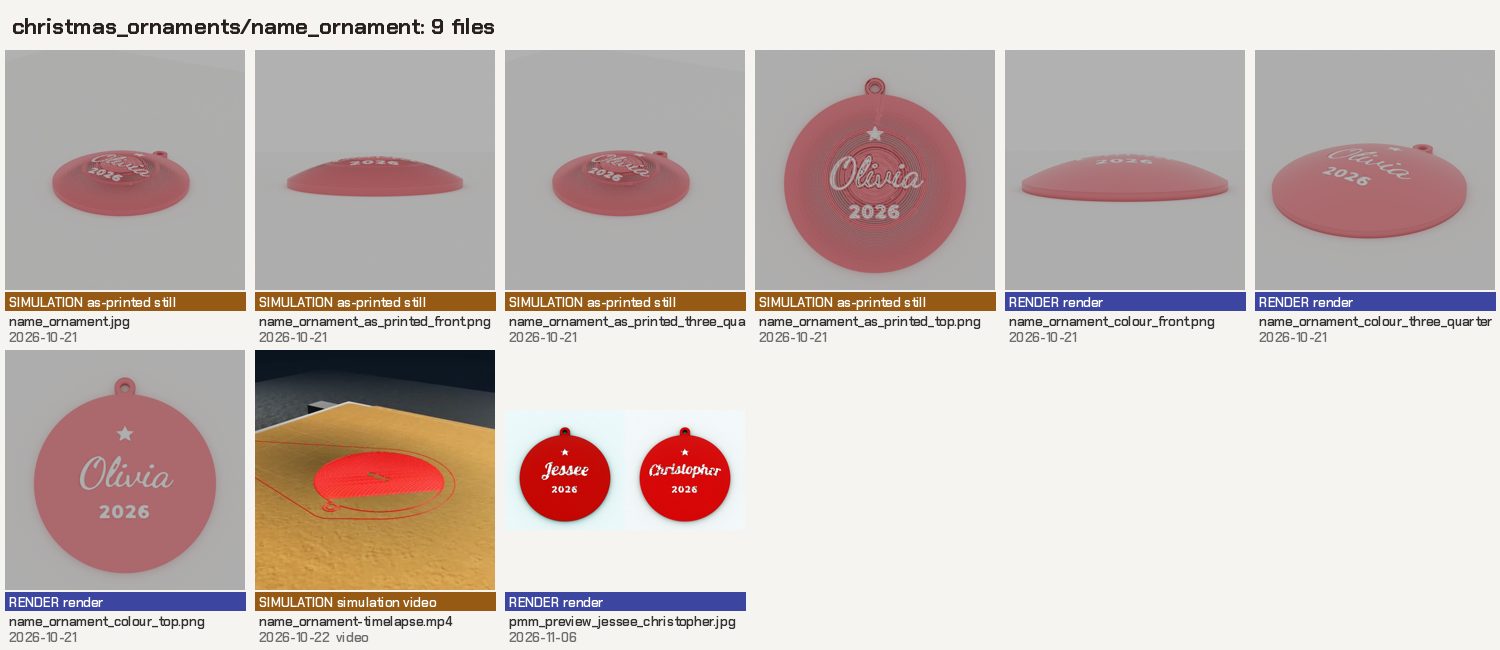 christmas_ornaments/name_ornament: 9 files
Olivia
2026
2026
Olivia
2026
Olivia
2026
2026
Olivia
2026
SIMULATION as-printed still
SIMULATION as-printed still
SIMULATION as-printed still
SIMULATION as-printed still
RENDER render
RENDER render
name_ornament.jpg
name_ornament_as_printed_front.png
name_ornament_as_printed_three_qua
name_ornament_as_printed_top.png
name_ornament_colour_front.png
name_ornament_colour_three_quarter
2026-10-21
2026-10-21
2026-10-21
2026-10-21
2026-10-21
2026-10-21
Olivia
2026
Jessee
2026
Christopher
2026
RENDER render
SIMULATION simulation video
RENDER render
name_ornament_colour_top.png
name_ornament-timelapse.mp4
pmm_preview_jessee_christopher.jpg
2026-10-21
2026-10-22 video
2026-11-06